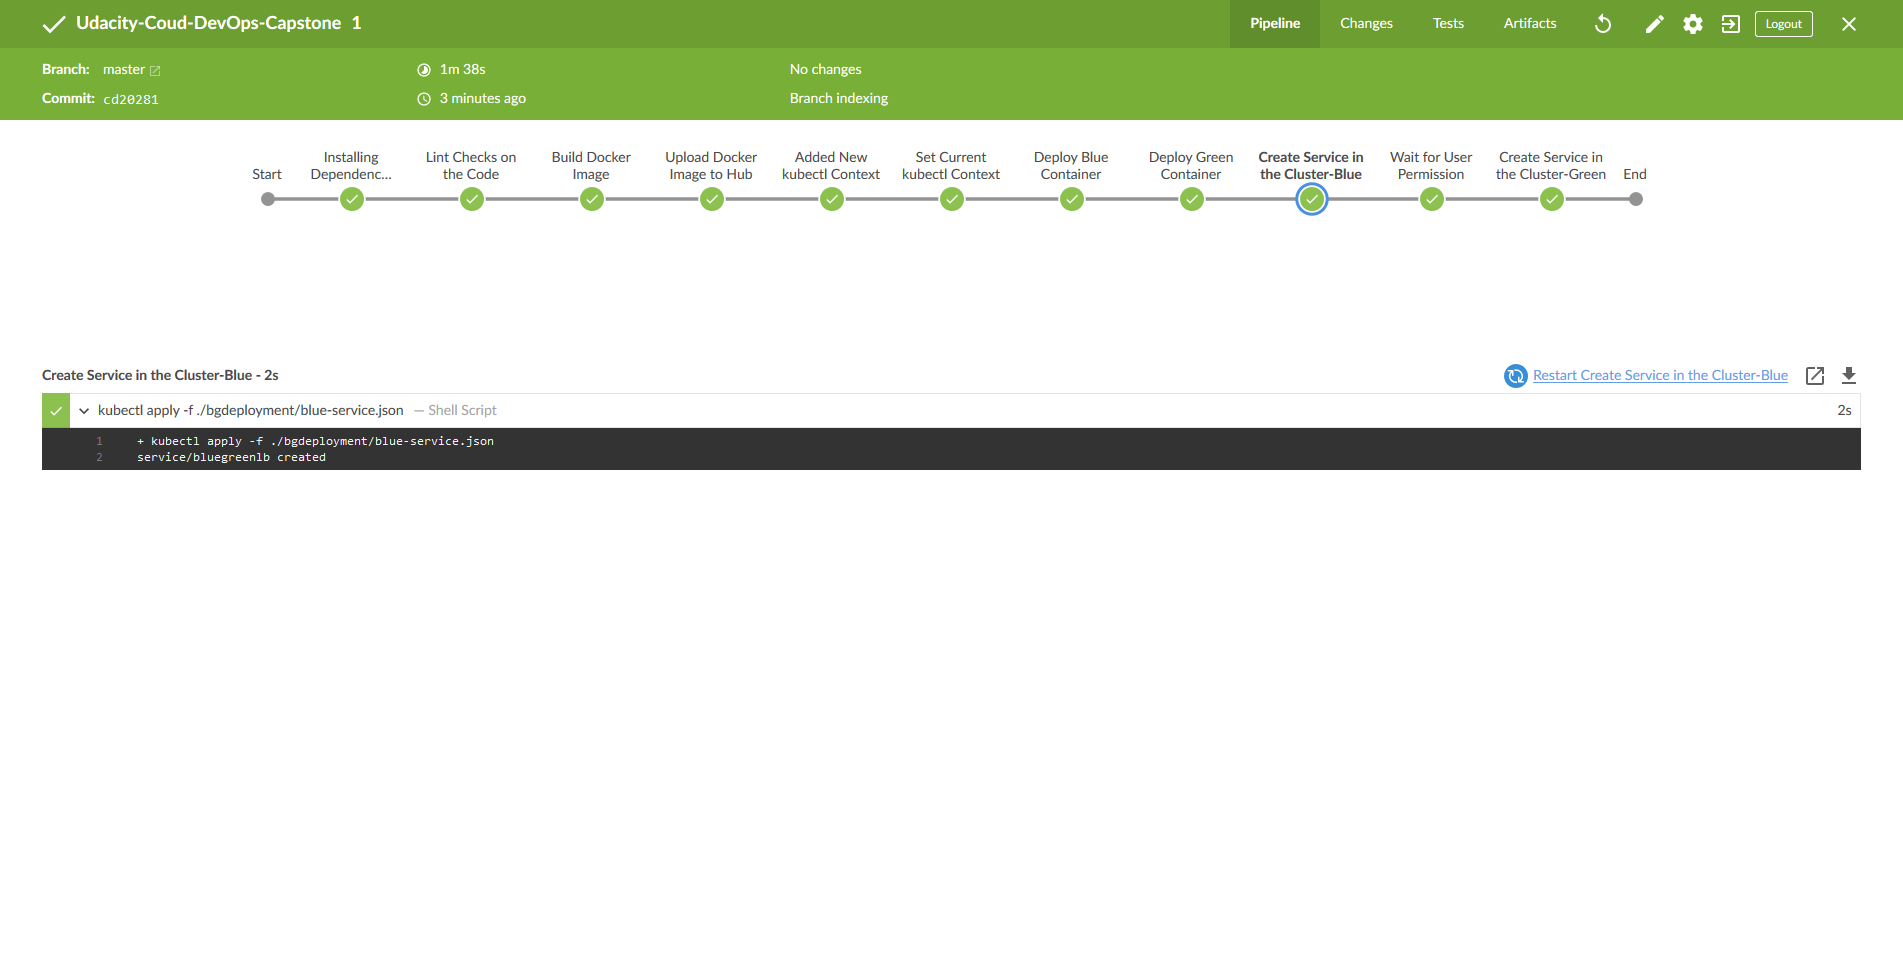 Udacity-Coud-DevOps-Capstone 1
Pipeline Changes Tests Artifacts Logout
Branch: master 1m 38s No changes
Commit: cd20281 3 minutes ago Branch indexing
Start
Installing
Dependenc...
Lint Checks on
the Code
Build Docker
Image
Upload Docker
Image to Hub
Added New
kubectl Context
Set Current
kubectl Context
Deploy Blue
Container
Deploy Green
Container
Create Service in
the Cluster-Blue
Wait for User
Permission
Create Service in
the Cluster-Green
End
Create Service in the Cluster-Blue - 2s Restart Create Service in the Cluster-Blue
kubectl apply -f ./bgdeployment/blue-service.json — Shell Script 2s
1 + kubectl apply -f ./bgdeployment/blue-service.json
2 service/bluegreenlb created